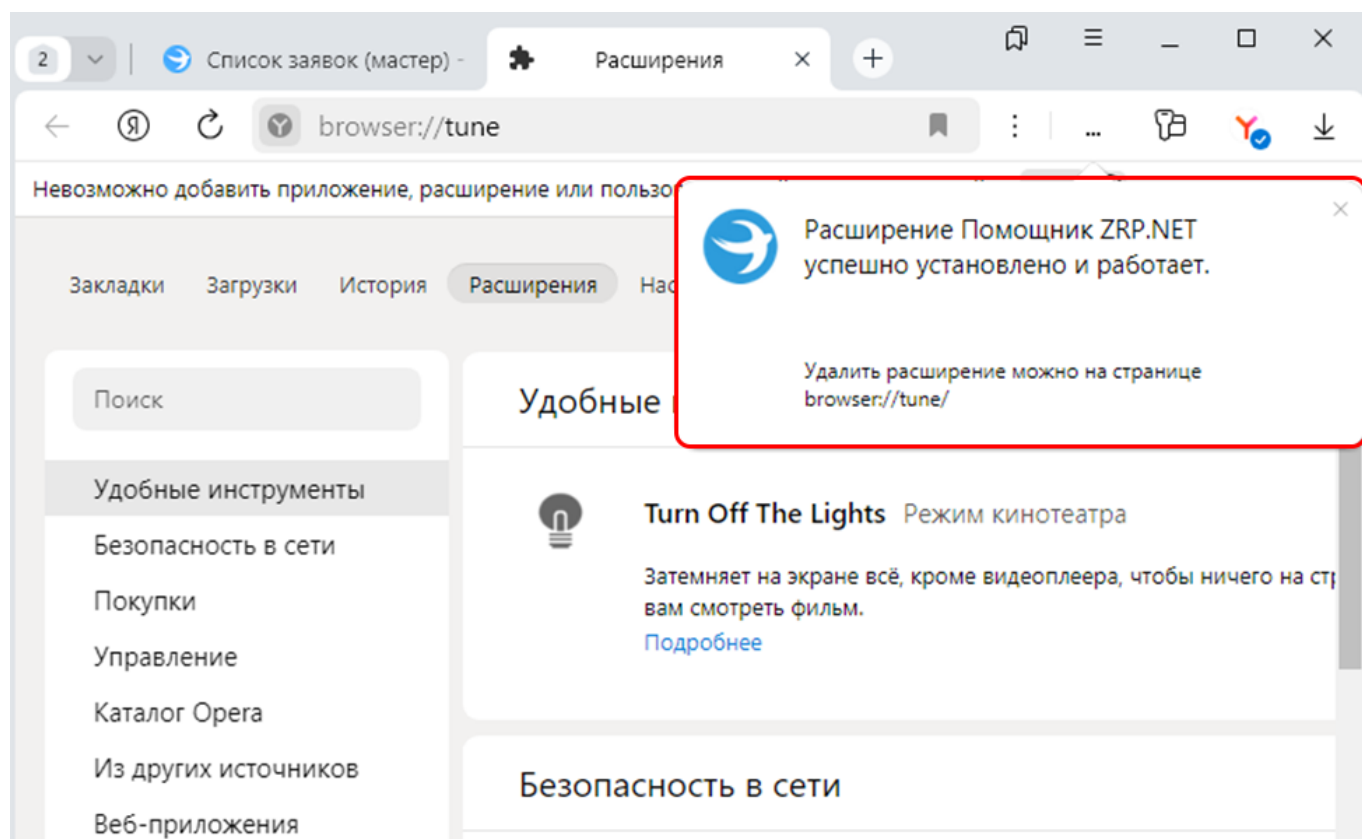 2
Список заявок (мастер) -
Расширения
browser://tune
Невозможно добавить приложение, расширение или
Расширение Помощник ZRP.NET
успешно установлено и работает.
Удалить расширение можно на странице
browser://tune/
Закладки Загрузки История Расширения
Поиск
Удобные инструменты
Безопасность в сети
Покупки
Управление
Каталог Opera
Из других источников
Веб-приложения
Удобные
Turn Off The Lights Режим кинотеатра
Затемняет на экране всё, кроме видеоплеера, чтобы ничего на
вам смотреть фильм.
Подробнее
Безопасность в сети